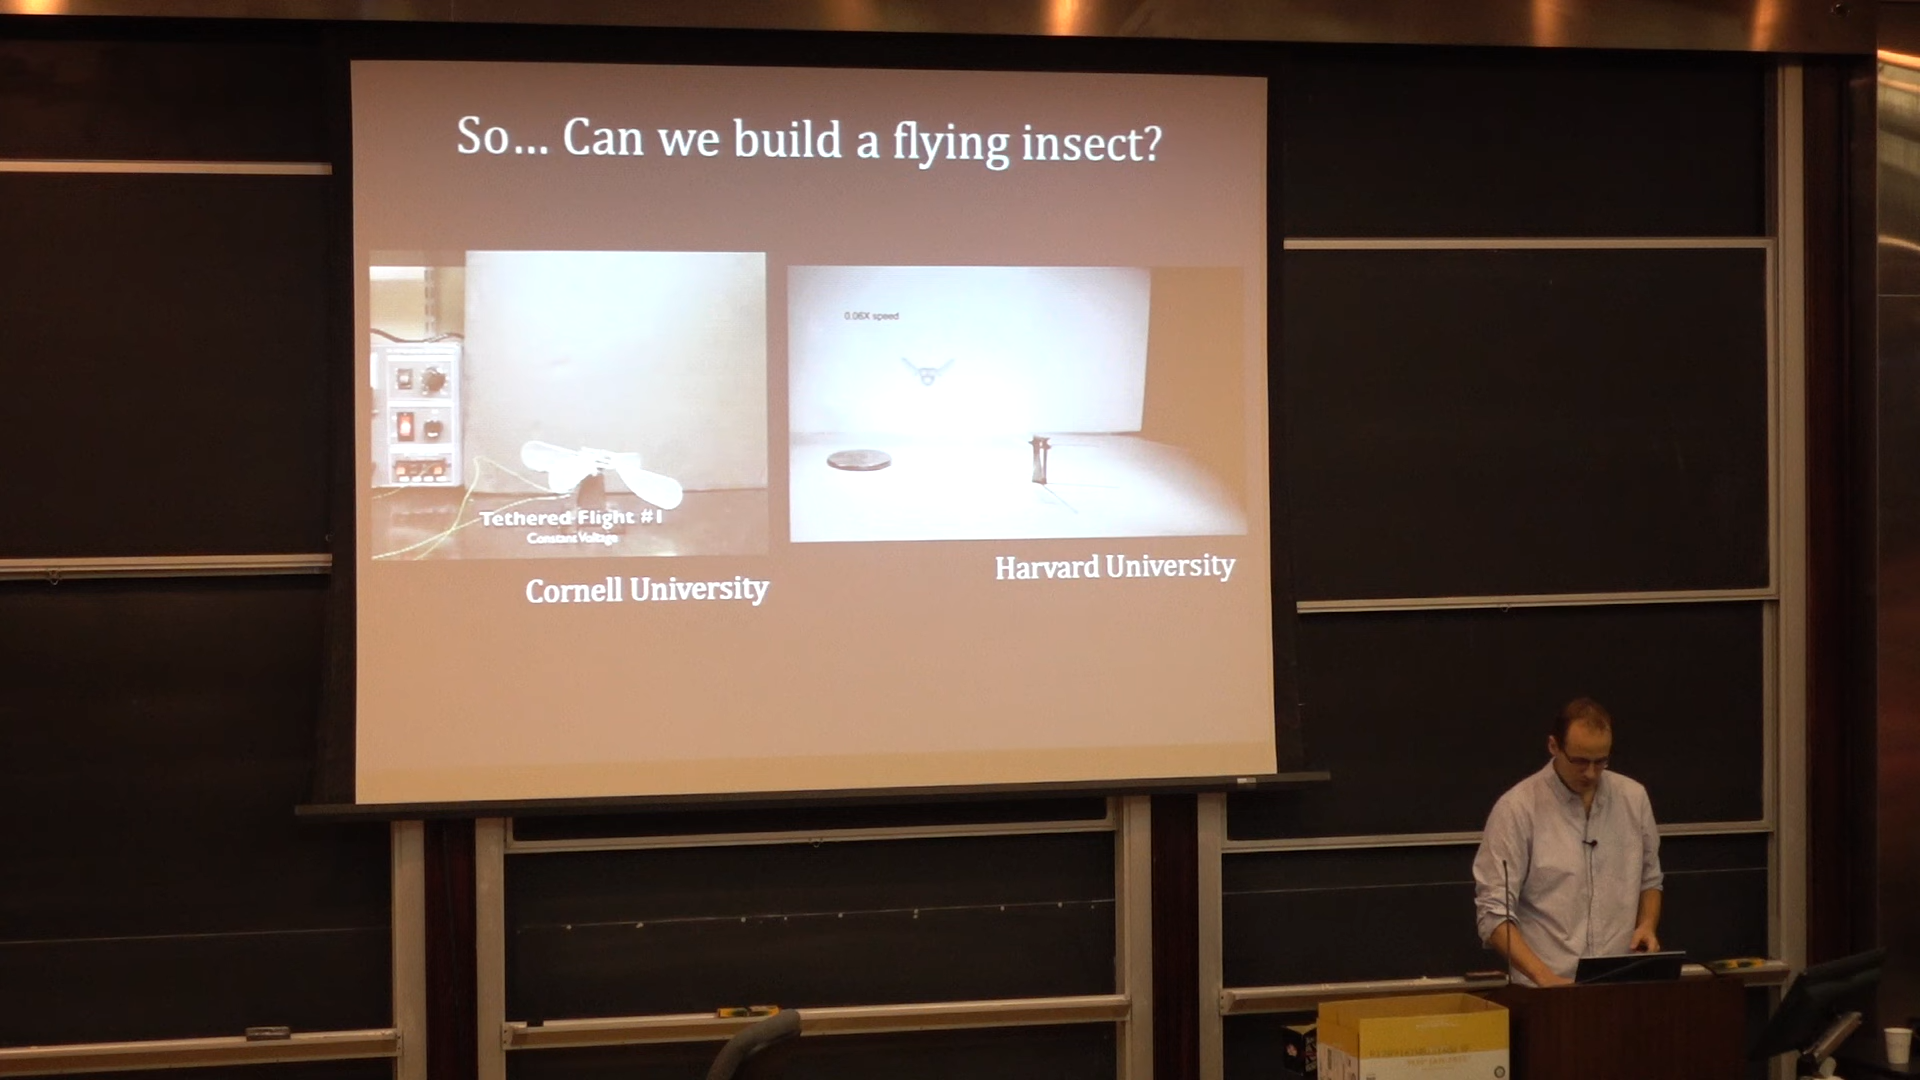 So... Can we build a flying insect?
0.06X speed
Tethered Flight #1
Constant Voltage
Cornell University
Harvard University